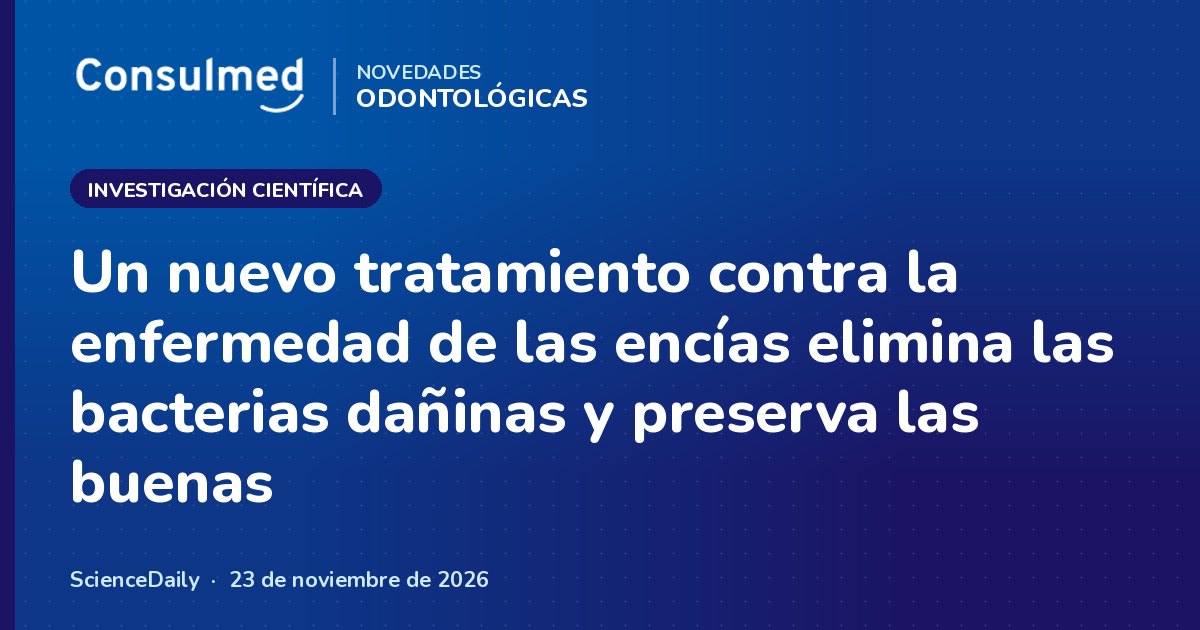 Consulmed
NOVEDADES
ODONTOLÓGICAS
INVESTIGACIÓN CIENTÍFICA
Un nuevo tratamiento contra la
enfermedad de las encías elimina las
bacterias dañinas y preserva las
buenas
ScienceDaily · 23 de noviembre de 2026